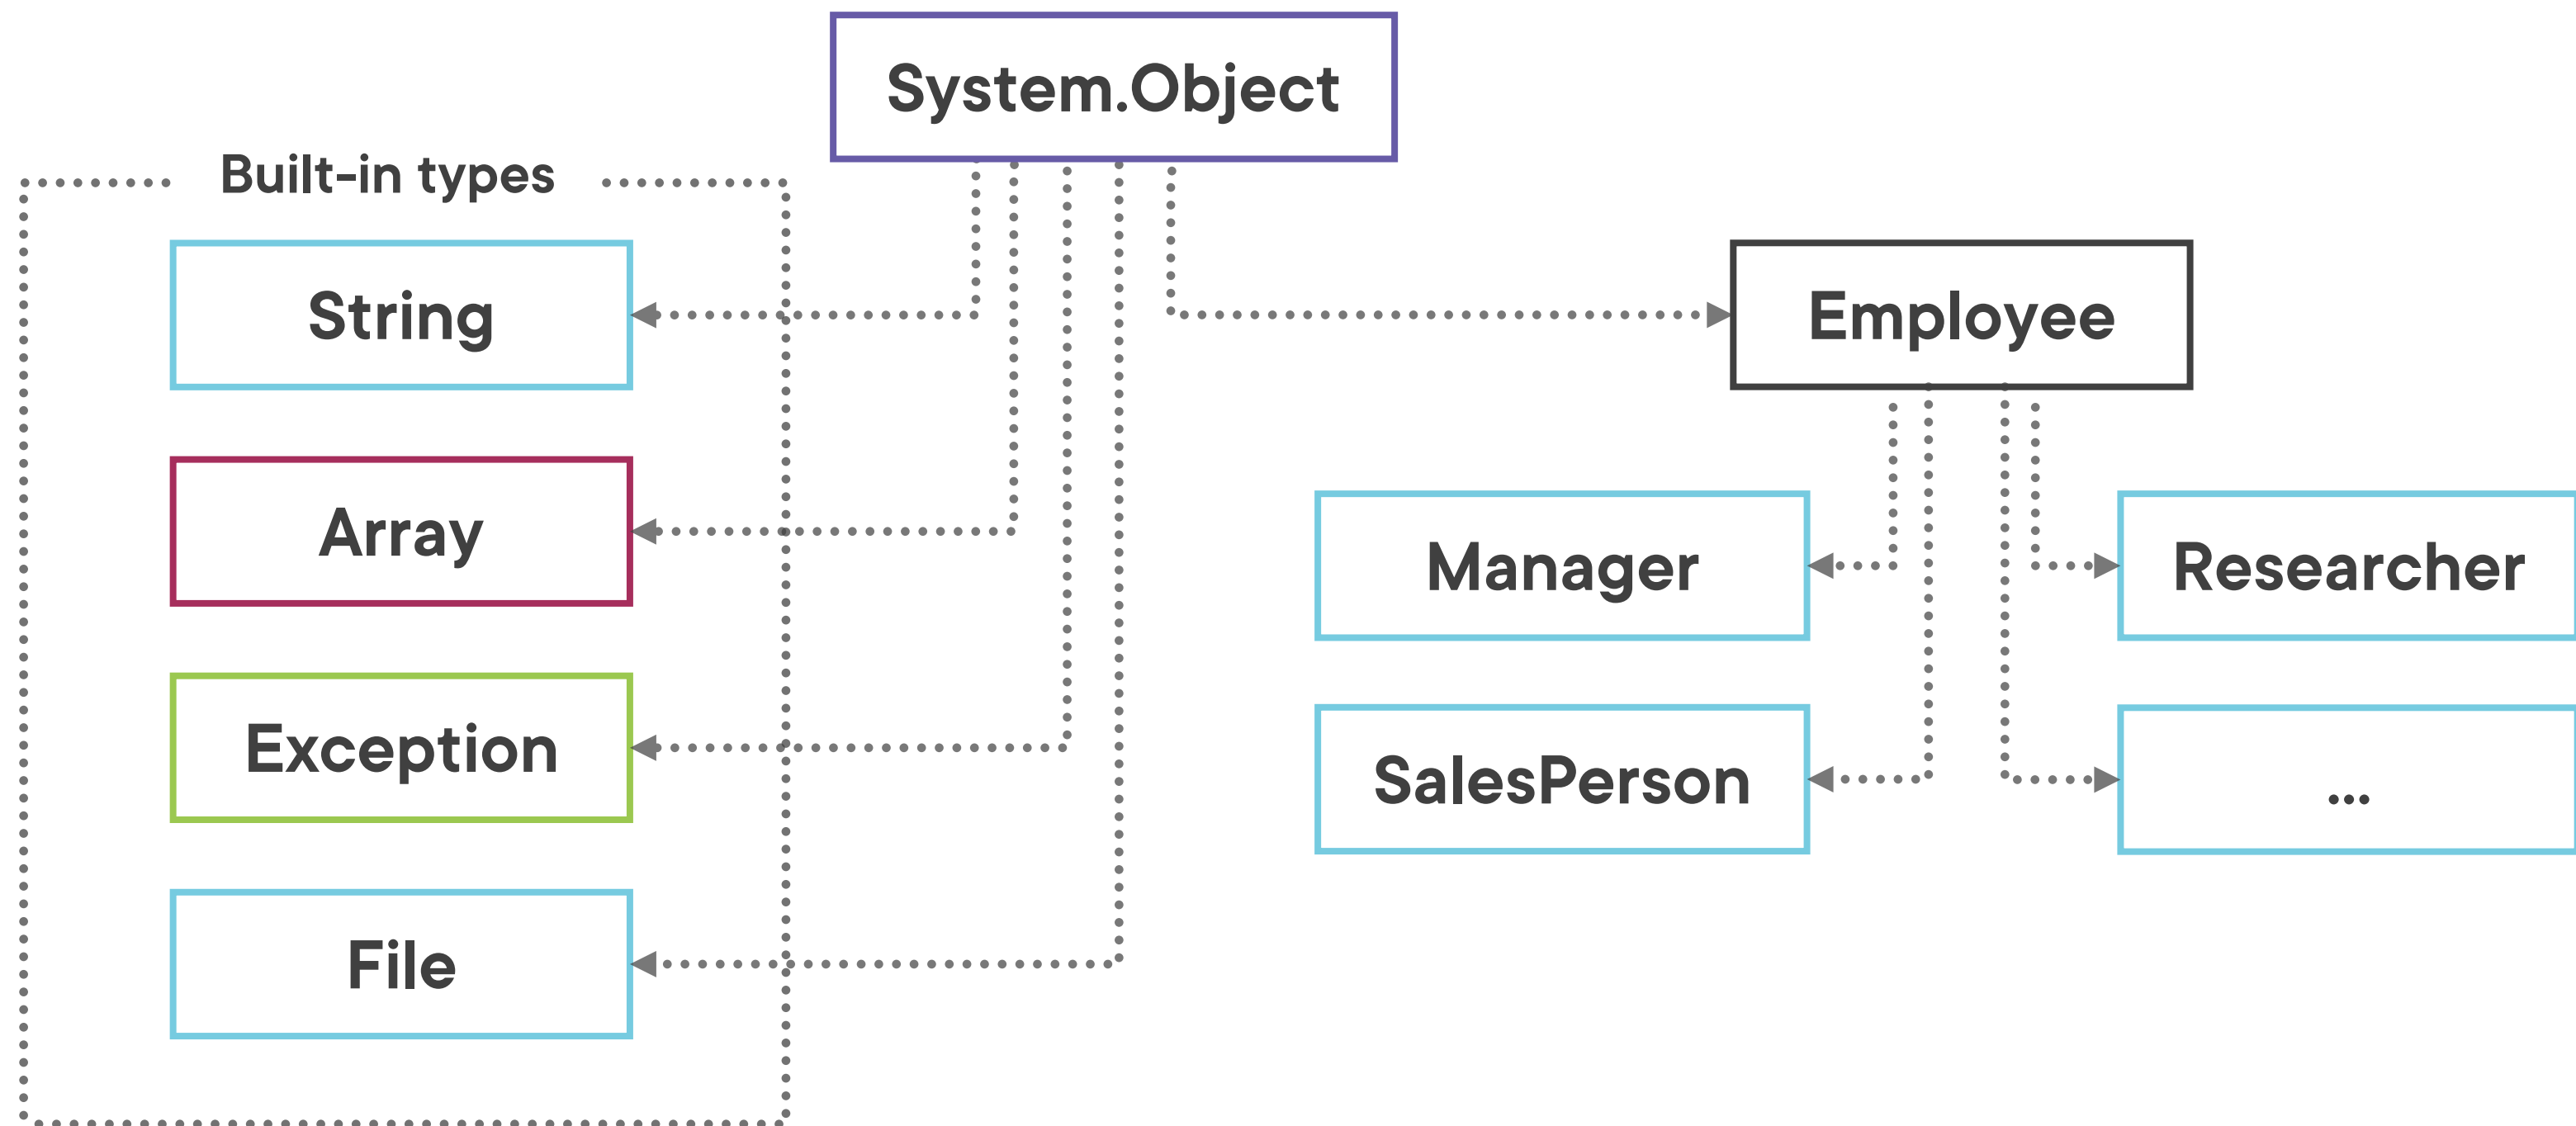 System.Object
Built-in types
String
Employee
Array
Manager
Researcher
Exception
SalesPerson
...
File